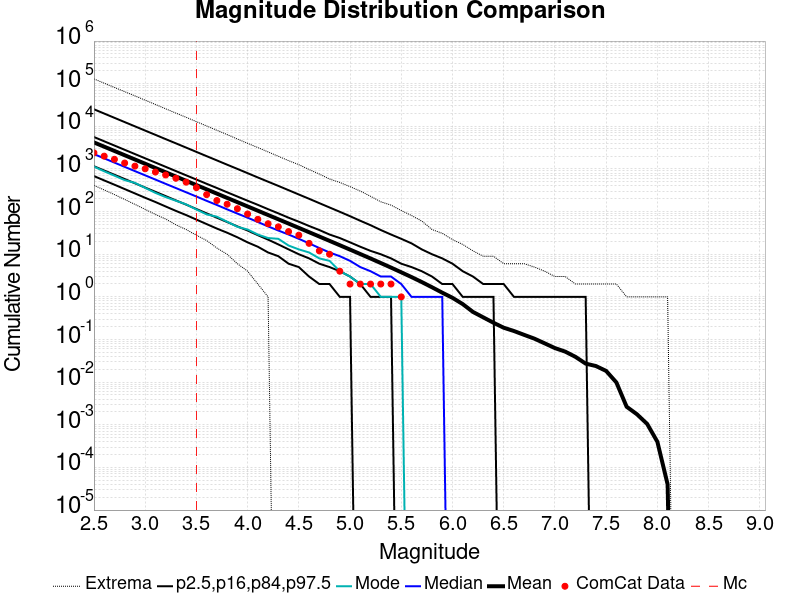 Magnitude Distribution Comparison
10 6
10 5
10 4
10 3
10 2
10 1
10 0
10 -1
10 -2
10 -3
10 -4
10 -5
Cumulative Number
2.5 3.0 3.5 4.0 4.5 5.0 5.5 6.0 6.5 7.0 7.5 8.0 8.5 9.0
Magnitude
Extrema p2.5,p16,p84,p97.5 Mode Median Mean ComCat Data Mc